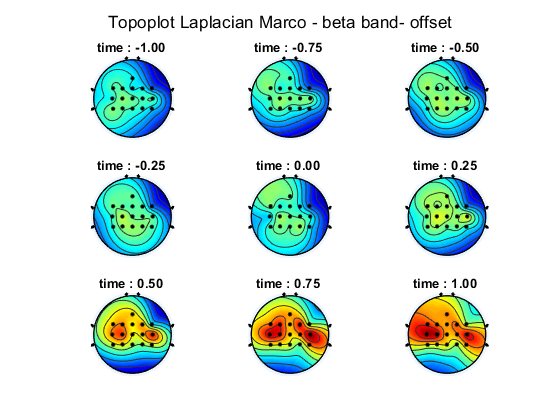 Topoplot Laplacian Marco - beta band- offset
time : -1.00
time : -0.75
time : -0.50
time : -0.25
time : 0.00
time : 0.25
time : 0.50
time : 0.75
time : 1.00